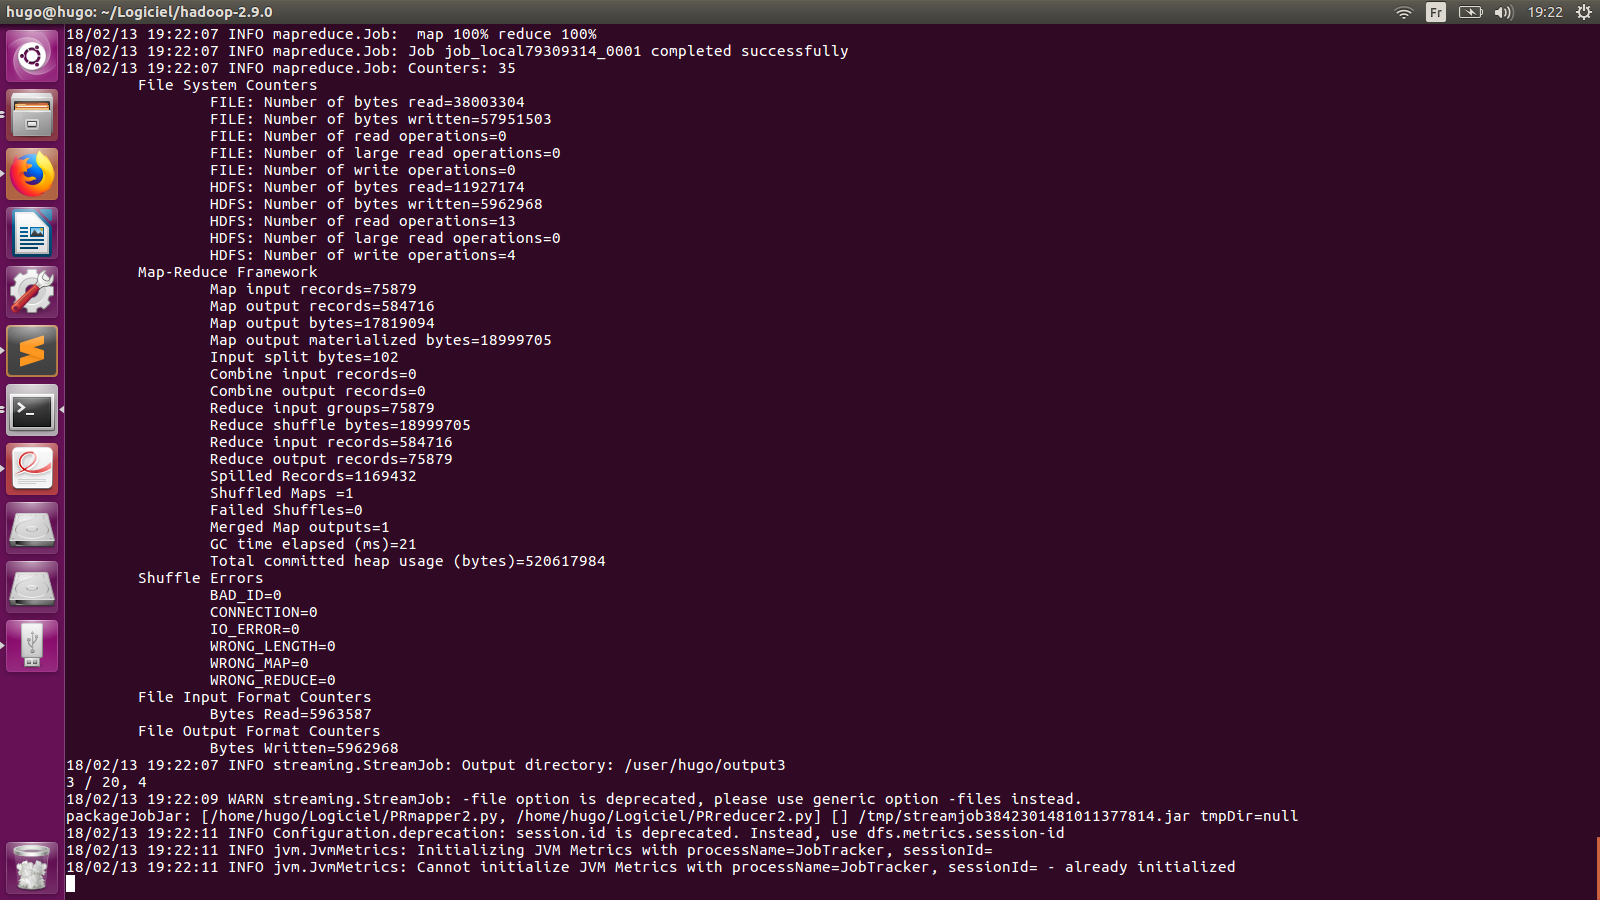 hugo@hugo: ~/Logiciel/hadoop-2.9.0
Fr
19:22
18/02/13 19:22:07 INFO mapreduce.Job:  map 100% reduce 100%
18/02/13 19:22:07 INFO mapreduce.Job: Job job_local79309314_0001 completed successfully
18/02/13 19:22:07 INFO mapreduce.Job: Counters: 35
File System Counters
FILE: Number of bytes read=38003304
FILE: Number of bytes written=57951503
FILE: Number of read operations=0
FILE: Number of large read operations=0
FILE: Number of write operations=0
HDFS: Number of bytes read=11927174
HDFS: Number of bytes written=5962968
HDFS: Number of read operations=13
HDFS: Number of large read operations=0
HDFS: Number of write operations=4
Map-Reduce Framework
Map input records=75879
Map output records=584716
Map output bytes=17819094
Map output materialized bytes=18999705
Input split bytes=102
Combine input records=0
Combine output records=0
Reduce input groups=75879
Reduce shuffle bytes=18999705
Reduce input records=584716
Reduce output records=75879
Spilled Records=1169432
Shuffled Maps =1
Failed Shuffles=0
Merged Map outputs=1
GC time elapsed (ms)=21
Total committed heap usage (bytes)=520617984
Shuffle Errors
BAD_ID=0
CONNECTION=0
IO_ERROR=0
WRONG_LENGTH=0
WRONG_MAP=0
WRONG_REDUCE=0
File Input Format Counters
Bytes Read=5963587
File Output Format Counters
Bytes Written=5962968
18/02/13 19:22:07 INFO streaming.StreamJob: Output directory: /user/hugo/output3
3 / 20, 4
18/02/13 19:22:09 WARN streaming.StreamJob: -file option is deprecated, please use generic option -files instead.
packageJobJar: [/home/hugo/Logiciel/PRmapper2.py, /home/hugo/Logiciel/PRreducer2.py] [] /tmp/streamjob3842301481011377814.jar tmpDir=null
18/02/13 19:22:11 INFO Configuration.deprecation: session.id is deprecated. Instead, use dfs.metrics.session-id
18/02/13 19:22:11 INFO jvm.JvmMetrics: Initializing JVM Metrics with processName=JobTracker, sessionId=
18/02/13 19:22:11 INFO jvm.JvmMetrics: Cannot initialize JVM Metrics with processName=JobTracker, sessionId= - already initialized